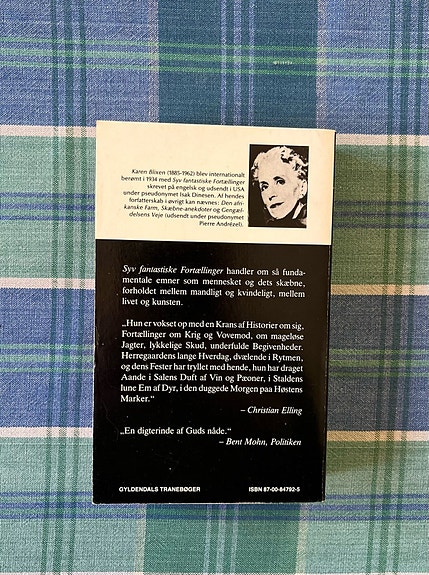 Karen Blixen (1885-1962) blev internationalt
berømt i 1934 med Syv fantastiske Fortællinger
skrevet på engelsk og udsendt i USA
under pseudonymet Isak Dinesen. Af hendes
forfatterskab i øvrigt kan nævnes: Den afri-
kanske Farm, Skæbne-anekdoter og Gengæl-
delsens Veje (udsendt under pseudonymet
Pierre Andrézel).
Syv fantastiske Fortællinger handler om så funda-
mentale emner som mennesket og dets skæbne,
forholdet mellem mandligt og kvindeligt, mellem
livet og kunsten.
„Hun er vokset op med en Krans af Historier om sig,
Fortællinger om Krig og Vovemod, om mageløse
Jagter, lykkelige Skud, underfulde Begivenheder.
Herregaardens lange Hverdag, dvælende i Rytmen,
og dens Fester har tryllet med hende, hun har draget
Aande i Salens Duft af Vin og Pæoner, i Staldens
lune Em af Dyr, i den duggede Morgen paa Høstens
Marker.“
– Christian Elling
„En digterinde af Guds nåde.“
– Bent Mohn, Politiken
GYLDENDALS TRANEBØGER ISBN 87-00-84792-5